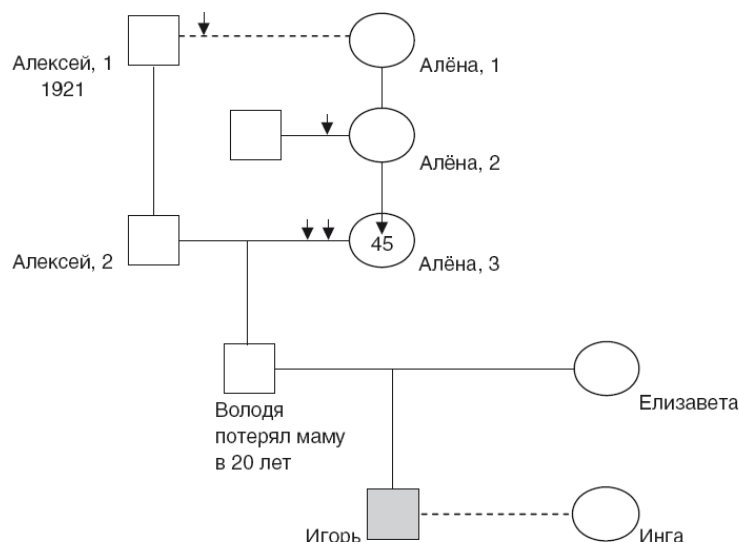 Алексей, 1
1921
Алёна, 1
Алёна, 2
45
Алексей, 2
Алёна, 3
Володя
потерял маму
в 20 лет
Елизавета
Игорь
Инга